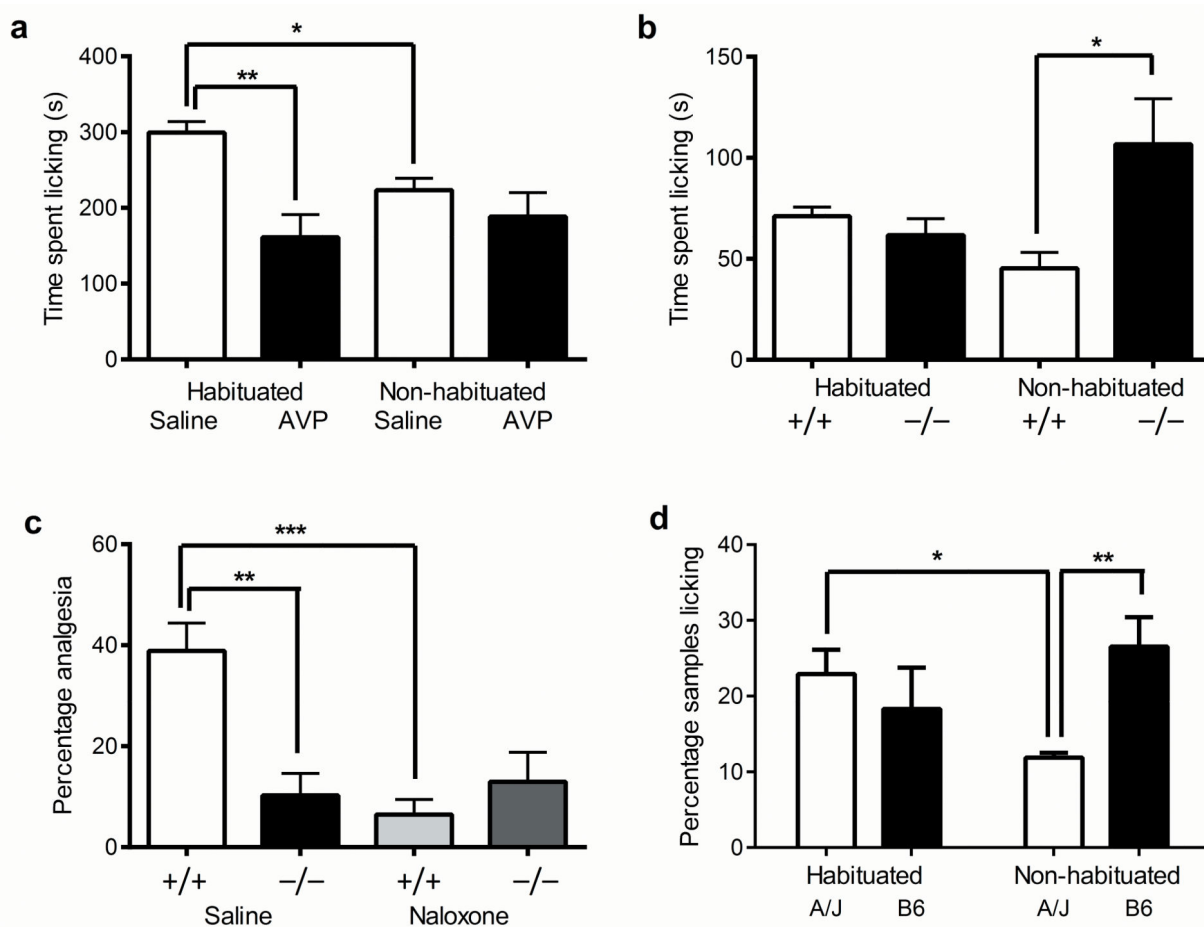 a
*
**
400
300
200
100
0
Time spent licking (s)
Habituated Non-habituated
Saline AVP Saline AVP
b
*
150
100
50
0
Time spent licking (s)
Habituated Non-habituated
+/+ −/− +/+ −/−
c
***
**
60
40
20
0
Percentage analgesia
+/+ −/− +/+ −/−
Saline Naloxone
d
* **
40
30
20
10
0
Percentage samples licking
Habituated Non-habituated
A/J B6 A/J B6